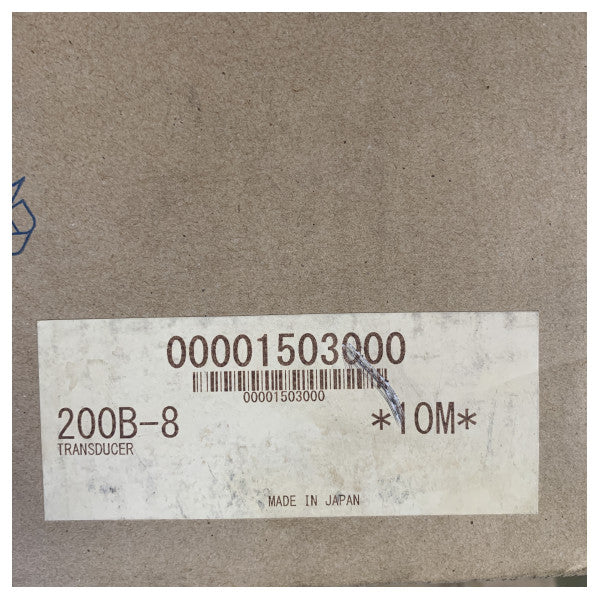 00001503000
00001503000
200B-8 *10M*
TRANSDUCER
MADE IN JAPAN